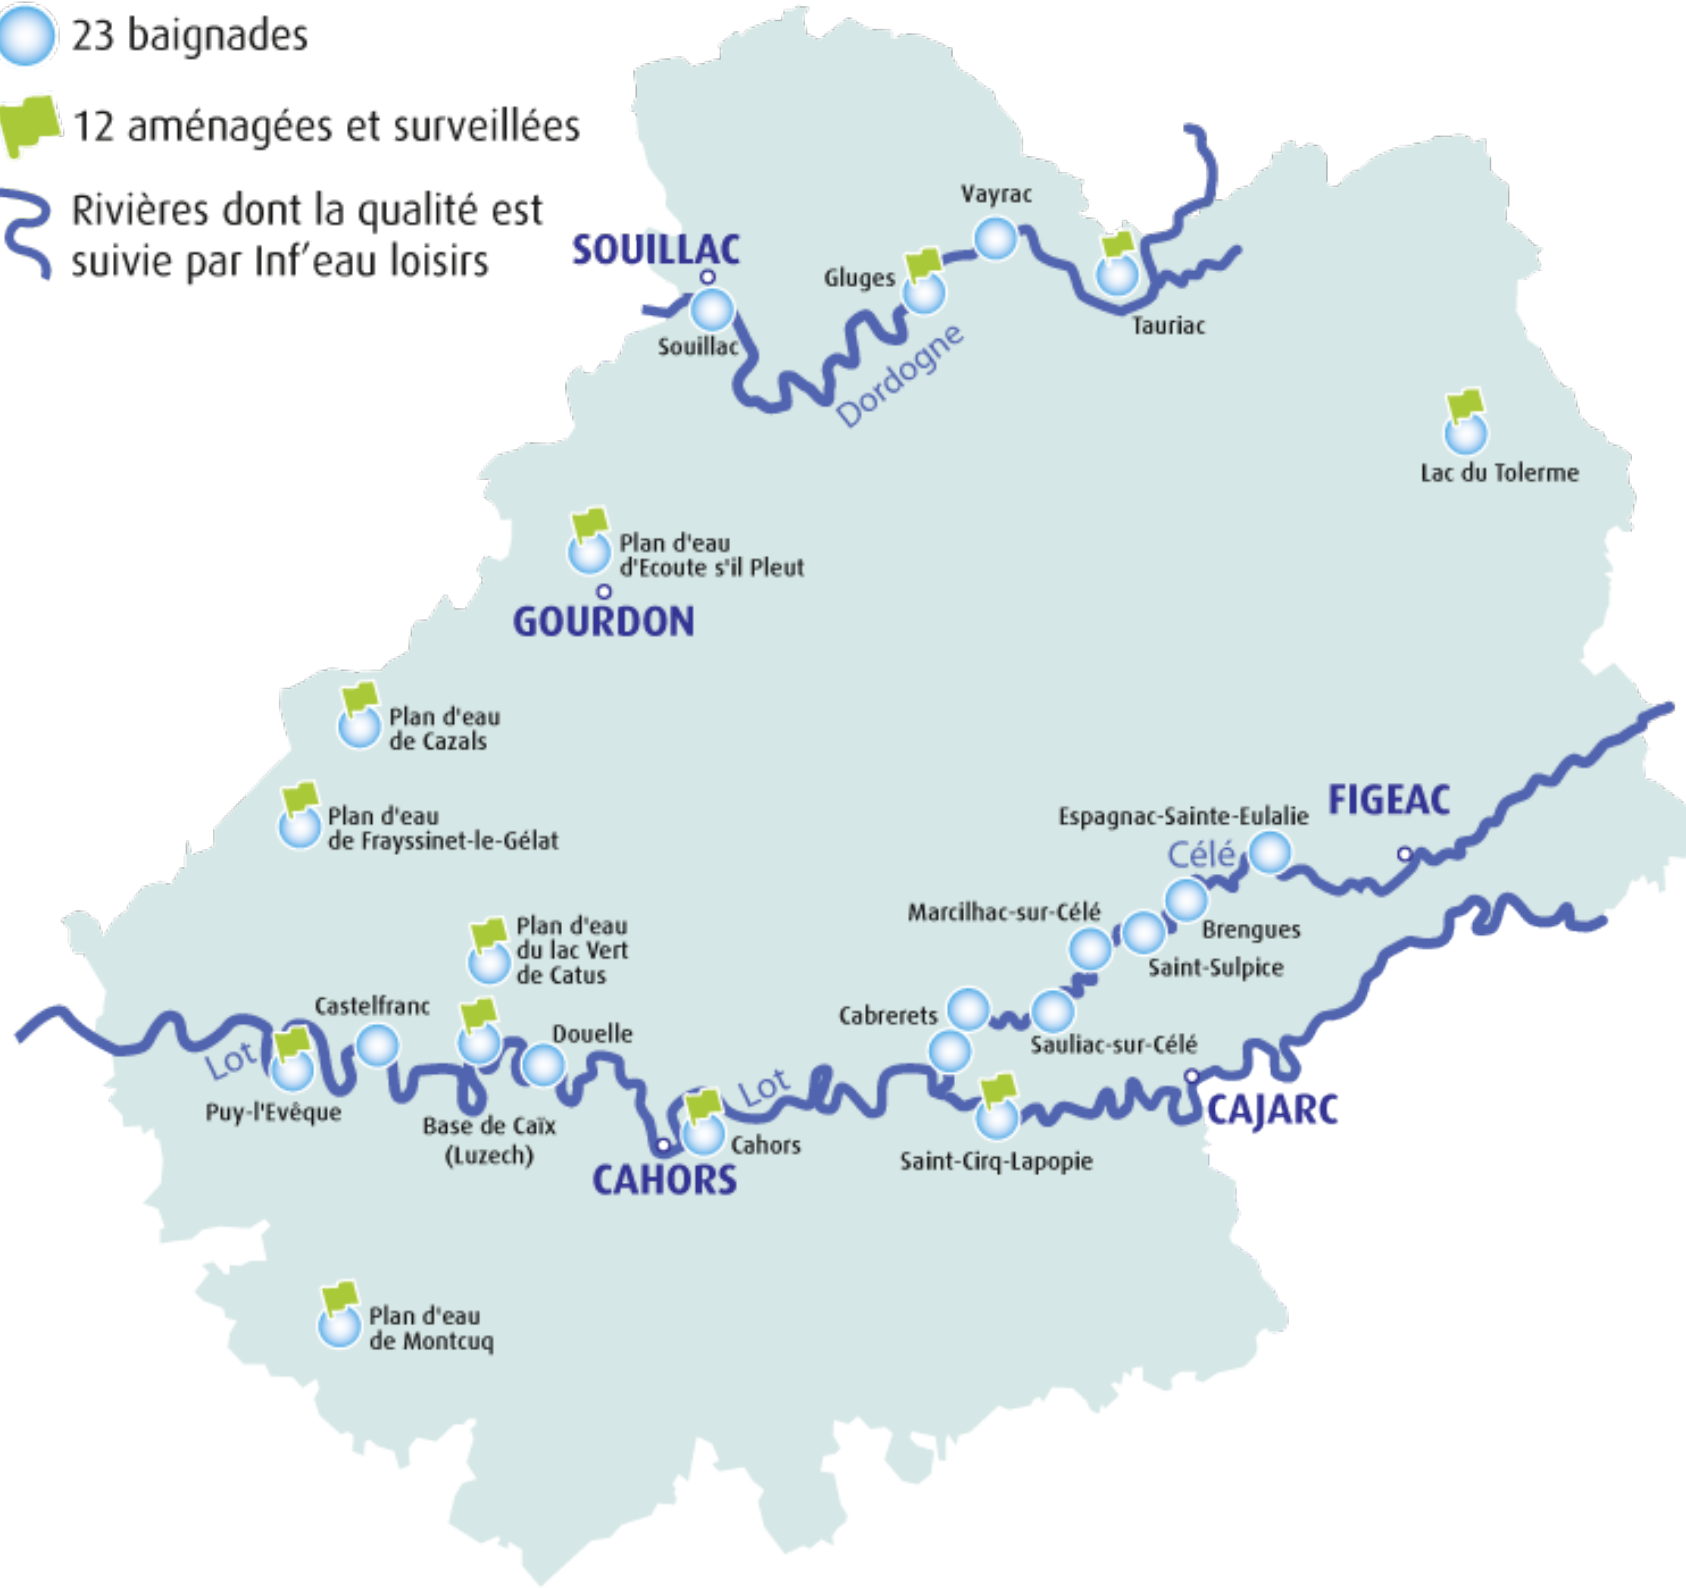 23 baignades
12 aménagées et surveillées
Rivières dont la qualité est
suivie par Inf'eau loisirs
Vayrac
SOUILLAC
Gluges
Tauriac
Souillac
Dordogne
Lac du Tolerme
Plan d'eau
d'Ecoute s'il Pleut
GOURDON
Plan d'eau
de Cazals
Plan d'eau
de Frayssinet-le-Gélat
FIGEAC
Espagnac-Sainte-Eulalie
Célé
Marcilhac-sur-Célé
Brengues
Saint-Sulpice
Plan d'eau
du lac Vert
de Catus
Castelfranc
Cabrerets
Douelle
Sauliac-sur-Célé
Lot
Lot
Puy-l'Evêque
CAJARC
Base de Caïx
(Luzech)
Cahors
Saint-Cirq-Lapopie
CAHORS
Plan d'eau
de Montcuq